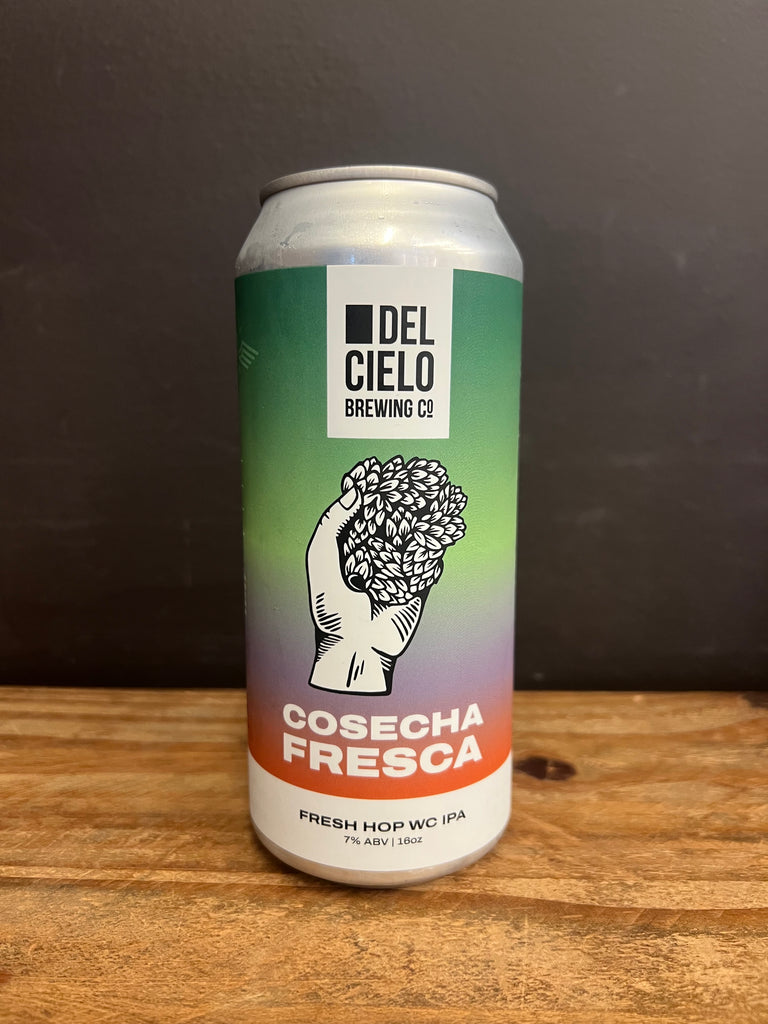 DEL
CIELO
BREWING CO
COSECHA
FRESCA
FRESH HOP WC IPA
7% ABV | 16oz